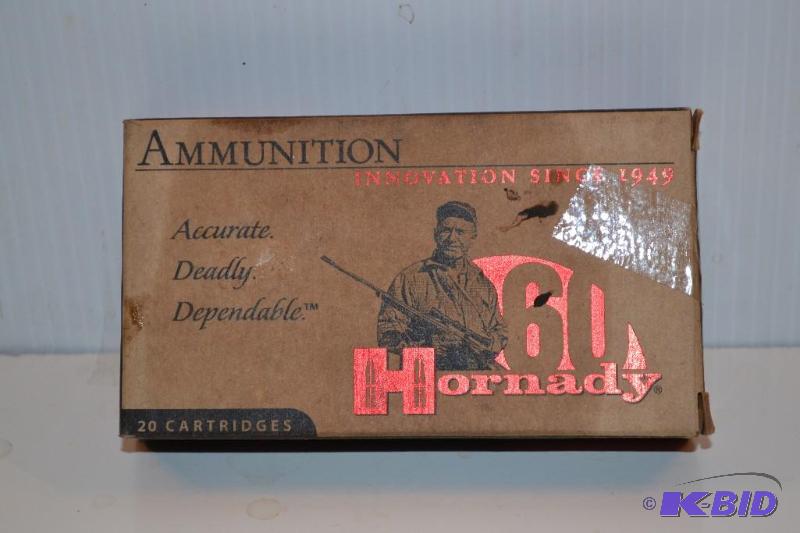 AMMUNITION
INNOVATION SINCE 1949
Accurate.
Deadly.
Dependable.™
60
Hornady®
20 CARTRIDGES
© K-BID